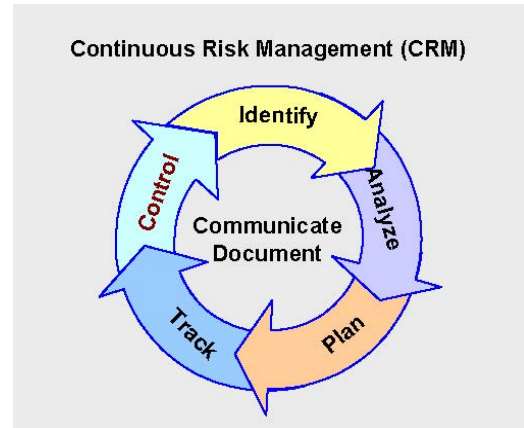 Continuous Risk Management (CRM)
Identify
Analyze
Plan
Track
Control
Communicate
Document